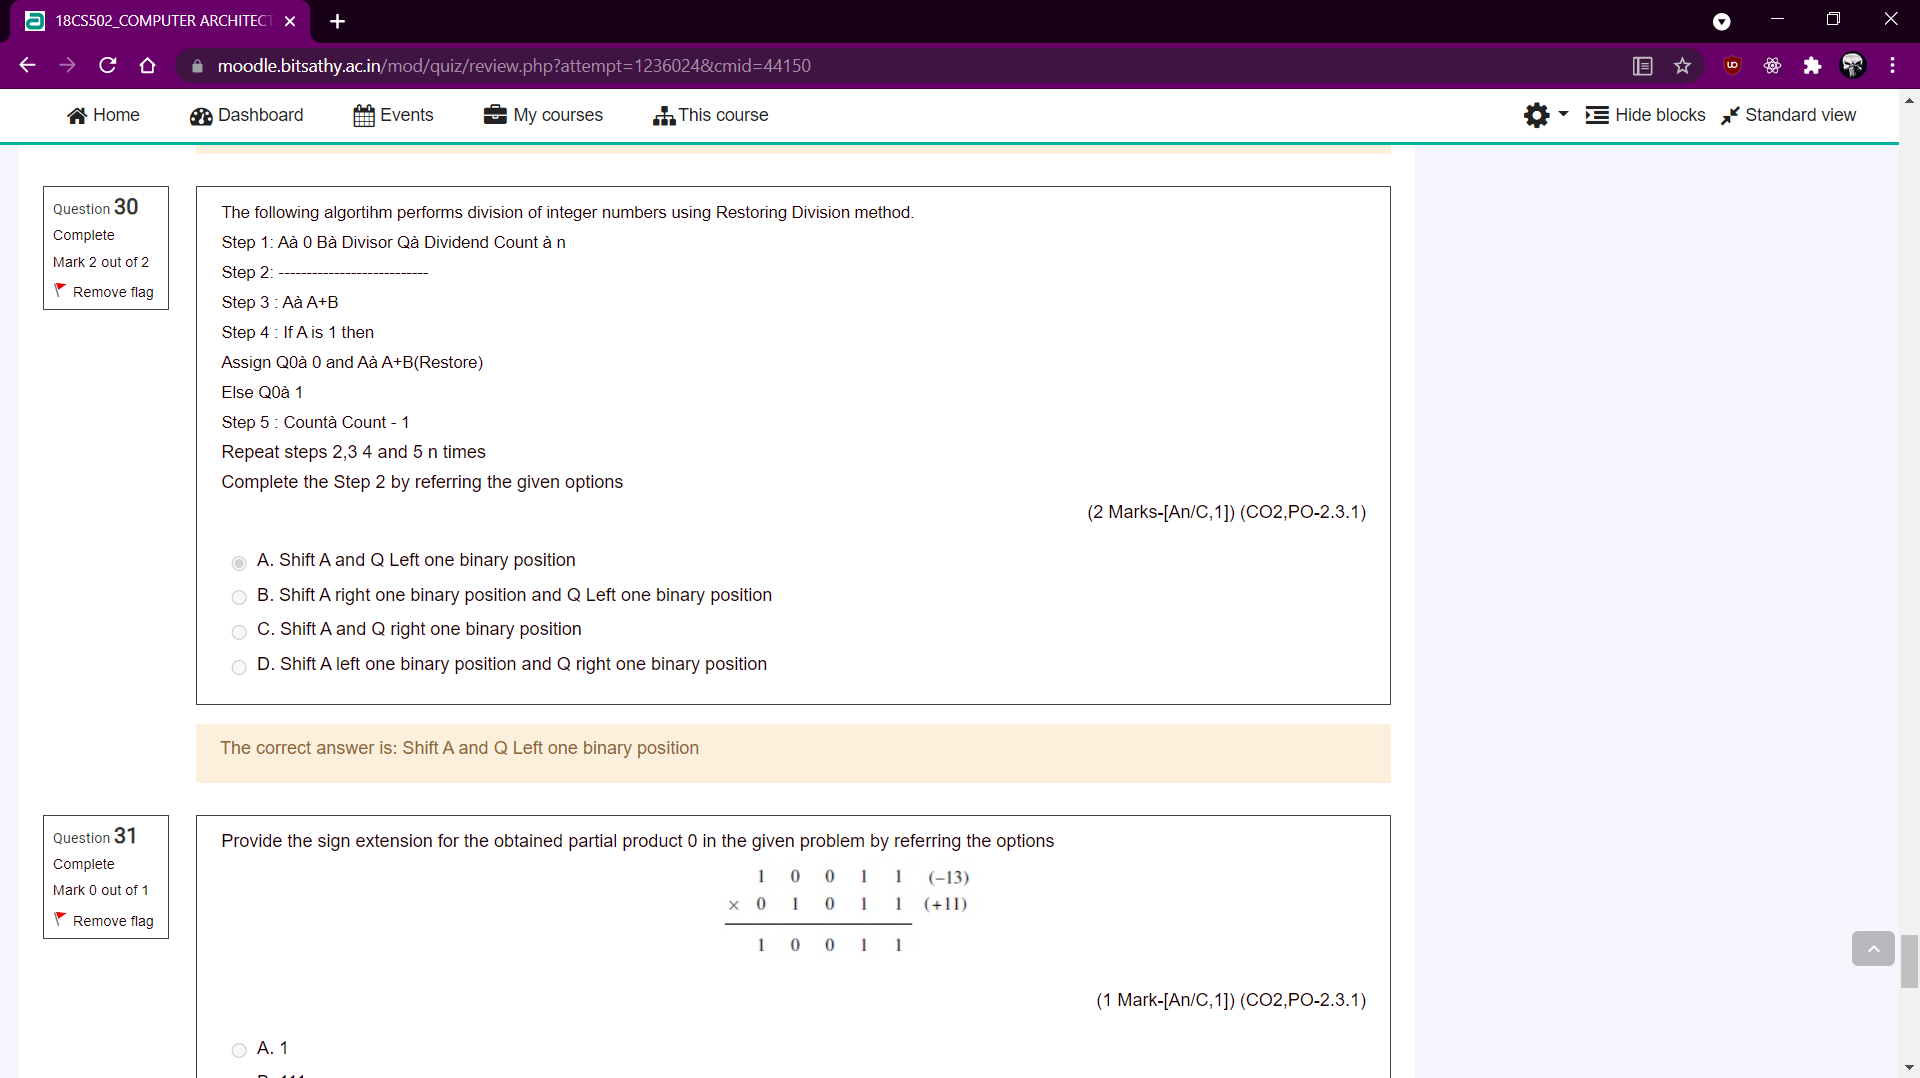 18CS502_COMPUTER ARCHITECT
moodle.bitsathy.ac.in/mod/quiz/review.php?attempt=1236024&cmid=44150
Home Dashboard Events My courses This course Hide blocks Standard view
Question 30
Complete
Mark 2 out of 2
Remove flag
The following algortihm performs division of integer numbers using Restoring Division method.
Step 1: Aà 0 Bà Divisor Qà Dividend Count à n
Step 2: ---------------------------
Step 3 : Aà A+B
Step 4 : If A is 1 then
Assign Q0à 0 and Aà A+B(Restore)
Else Q0à 1
Step 5 : Countà Count - 1
Repeat steps 2,3 4 and 5 n times
Complete the Step 2 by referring the given options
(2 Marks-[An/C,1]) (CO2,PO-2.3.1)
A. Shift A and Q Left one binary position
B. Shift A right one binary position and Q Left one binary position
C. Shift A and Q right one binary position
D. Shift A left one binary position and Q right one binary position
The correct answer is: Shift A and Q Left one binary position
Question 31
Complete
Mark 0 out of 1
Remove flag
Provide the sign extension for the obtained partial product 0 in the given problem by referring the options
1 0 0 1 1 (−13)
× 0 1 0 1 1 (+11)
1 0 0 1 1
(1 Mark-[An/C,1]) (CO2,PO-2.3.1)
A. 1